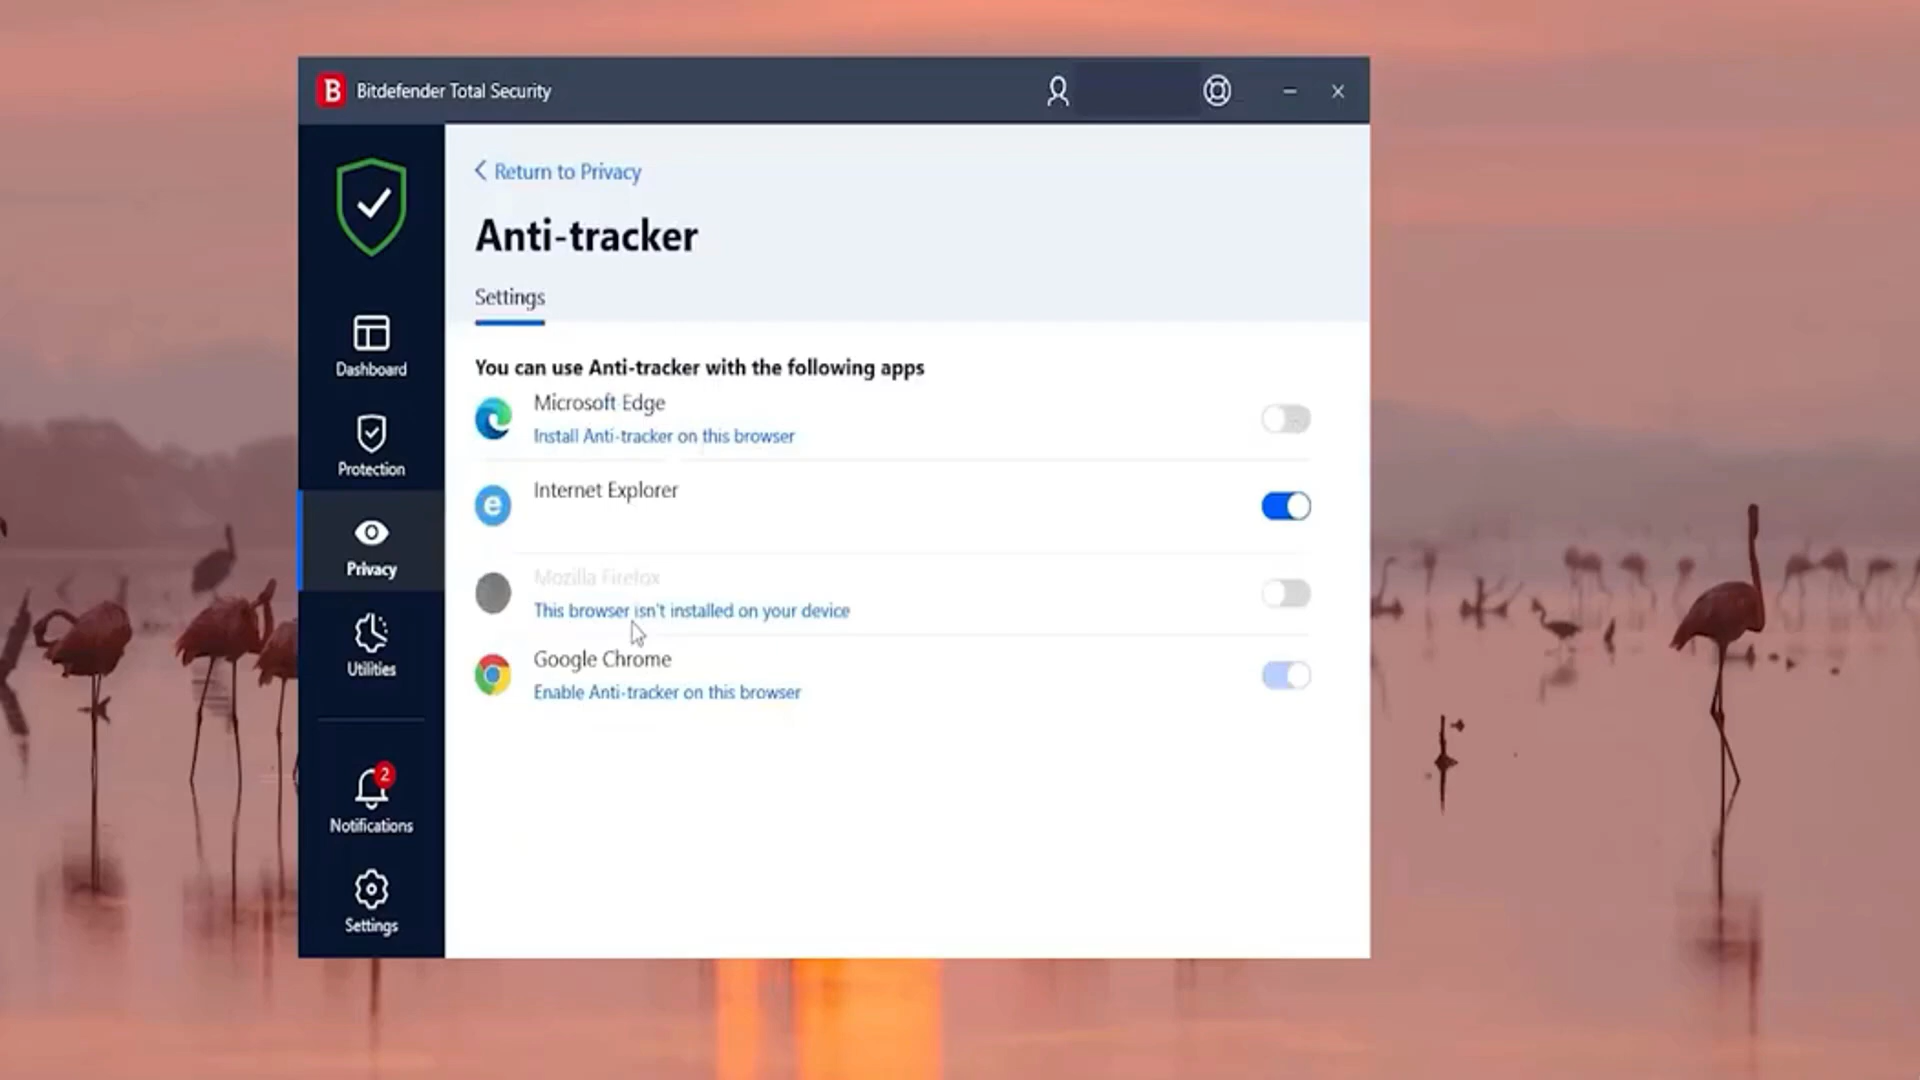 B Bitdefender Total Security
Return to Privacy
Anti-tracker
Settings
You can use Anti-tracker with the following apps
Microsoft Edge
Install Anti-tracker on this browser
Internet Explorer
Mozilla Firefox
This browser isn't installed on your device
Google Chrome
Enable Anti-tracker on this browser
Dashboard
Protection
Privacy
Utilities
2
Notifications
Settings